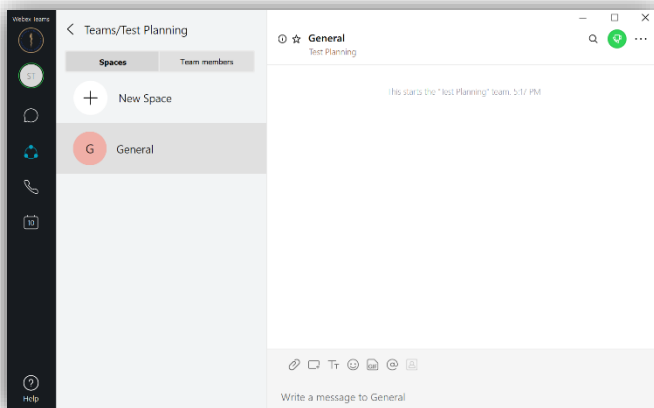 Webex Teams
ST
10
Help
Teams/Test Planning
Spaces
Team members
New Space
G
General
General
Test Planning
This starts the "Test Planning" team, 5:17 PM
GIF
Write a message to General